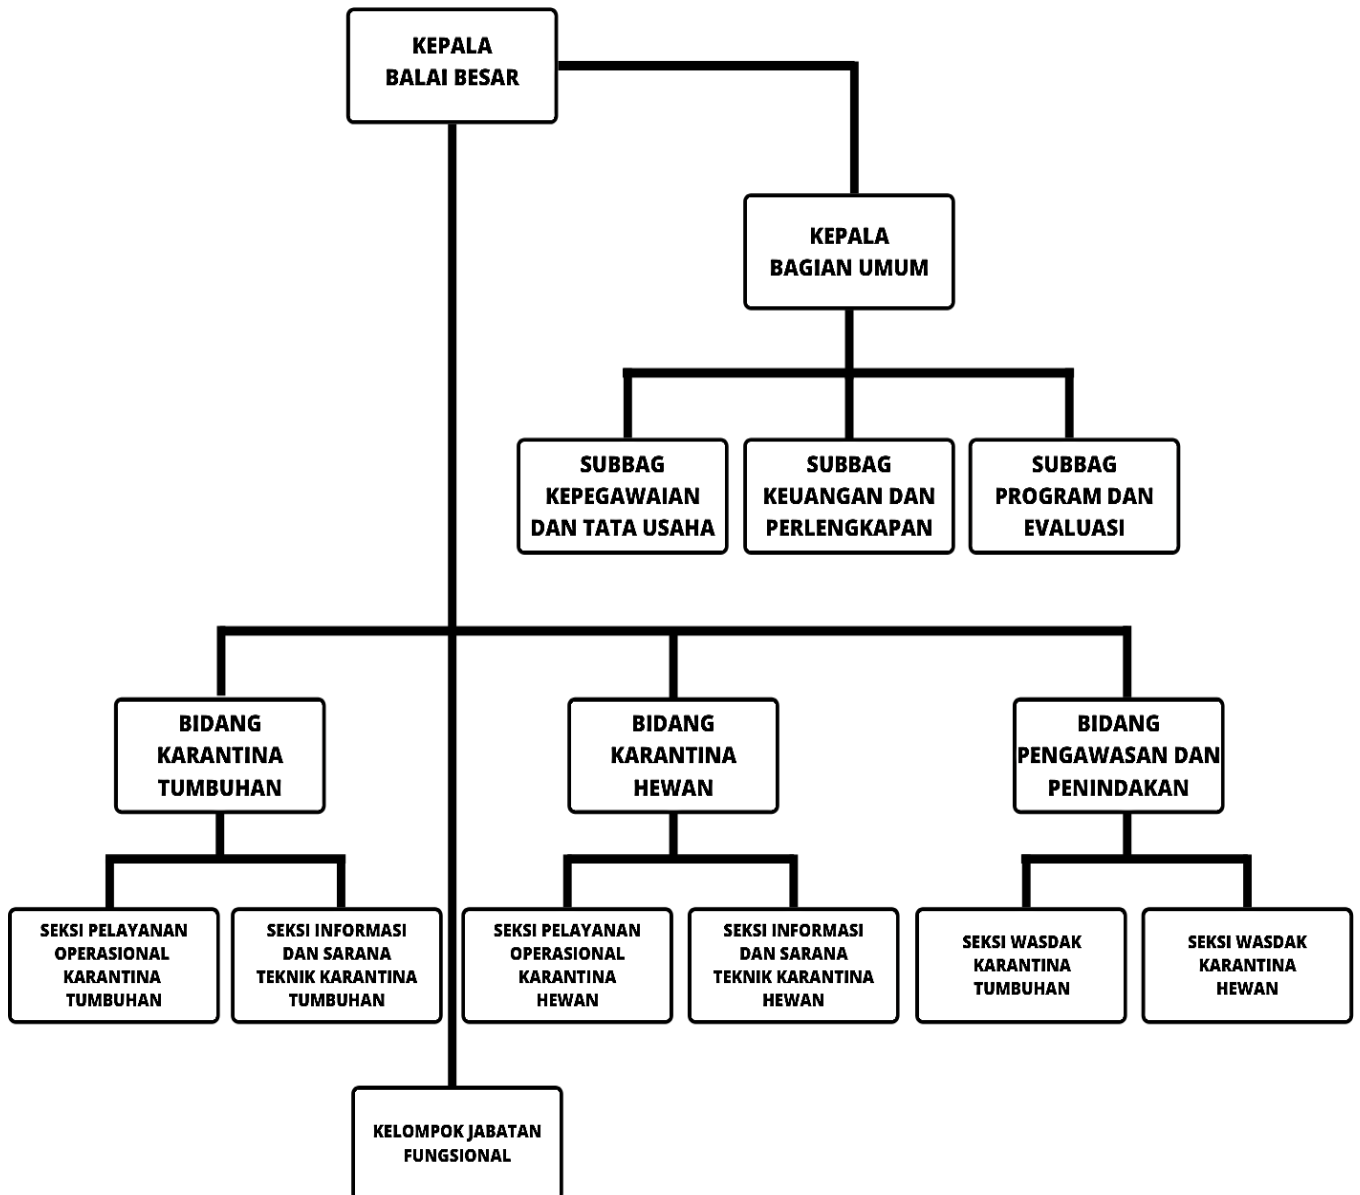 KEPALA
BALAI BESAR
KEPALA
BAGIAN UMUM
SUBBAG
KEPEGAWAIAN
DAN TATA USAHA
SUBBAG
KEUANGAN DAN
PERLENGKAPAN
SUBBAG
PROGRAM DAN
EVALUASI
BIDANG
KARANTINA
TUMBUHAN
BIDANG
KARANTINA
HEWAN
BIDANG
PENGAWASAN DAN
PENINDAKAN
SEKSI PELAYANAN
OPERASIONAL
KARANTINA
TUMBUHAN
SEKSI INFORMASI
DAN SARANA
TEKNIK KARANTINA
TUMBUHAN
SEKSI PELAYANAN
OPERASIONAL
KARANTINA
HEWAN
SEKSI INFORMASI
DAN SARANA
TEKNIK KARANTINA
HEWAN
SEKSI WASDAK
KARANTINA
TUMBUHAN
SEKSI WASDAK
KARANTINA
HEWAN
KELOMPOK JABATAN
FUNGSIONAL